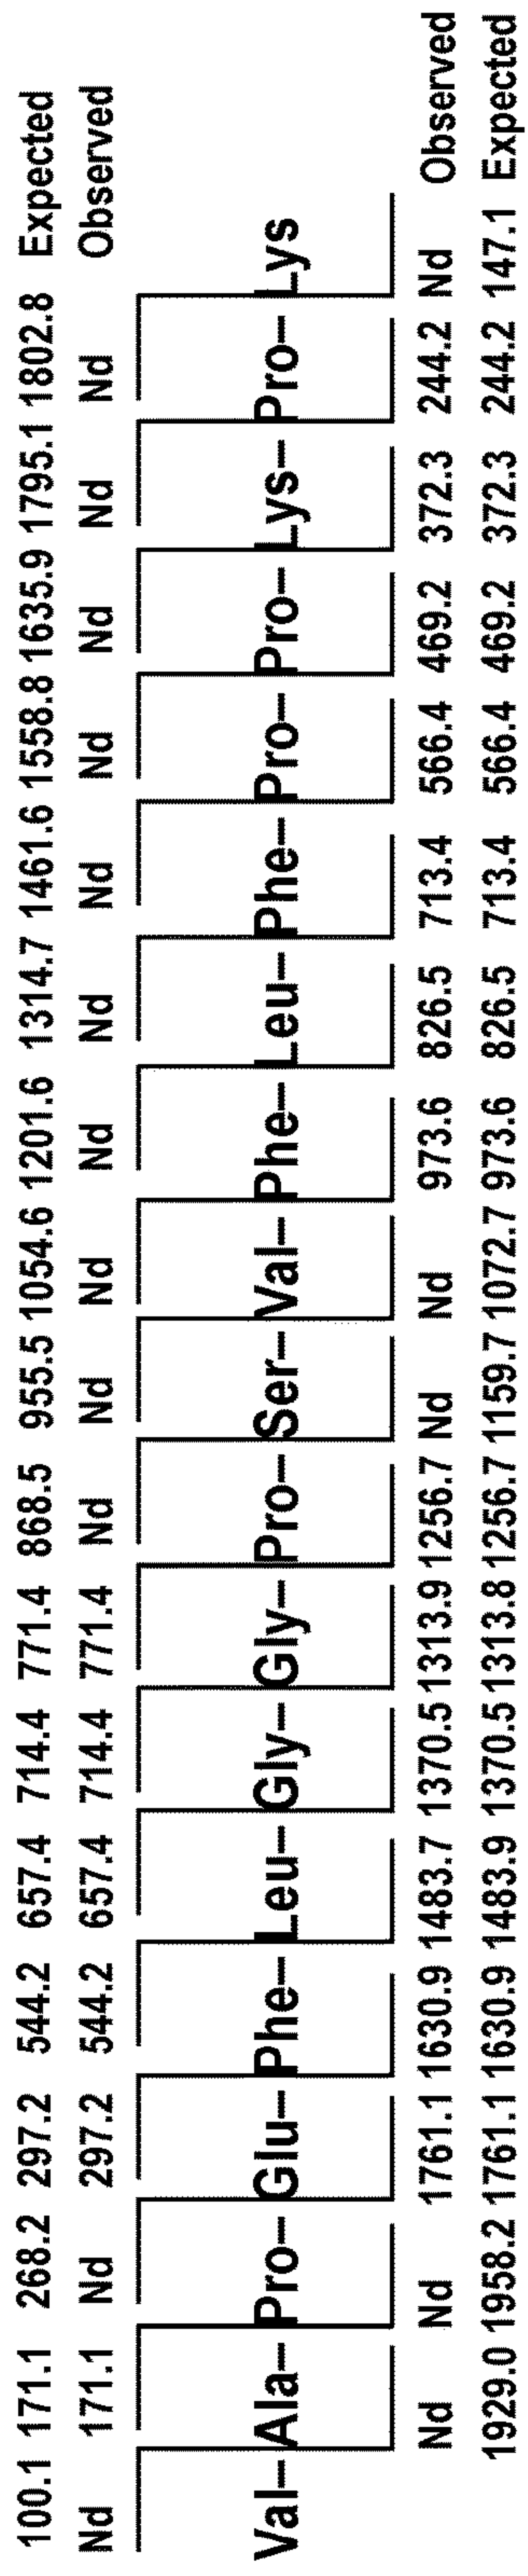 100.1 171.1 268.2 297.2 544.2 657.4 714.4 771.4 868.5 955.5 1054.6 1201.6 1314.7 1461.6 1558.8 1635.9 1795.1 1802.8 Expected
Nd 171.1 Nd 297.2 544.2 657.4 714.4 771.4 Nd Nd Nd Nd Nd Nd Nd Nd Nd Nd Observed
Val–Ala–Pro–Glu–Phe–Leu–Gly–Gly–Pro–Ser–Val–Phe–Leu–Phe–Pro–Pro–Lys–Pro–Lys
Nd Nd 1761.1 1630.9 1483.7 1370.5 1313.9 1256.7 Nd Nd 973.6 826.5 713.4 566.4 469.2 372.3 244.2 Nd Observed
1929.0 1958.2 1761.1 1630.9 1483.9 1370.5 1313.8 1256.7 1159.7 1072.7 973.6 826.5 713.4 566.4 469.2 372.3 244.2 147.1 Expected